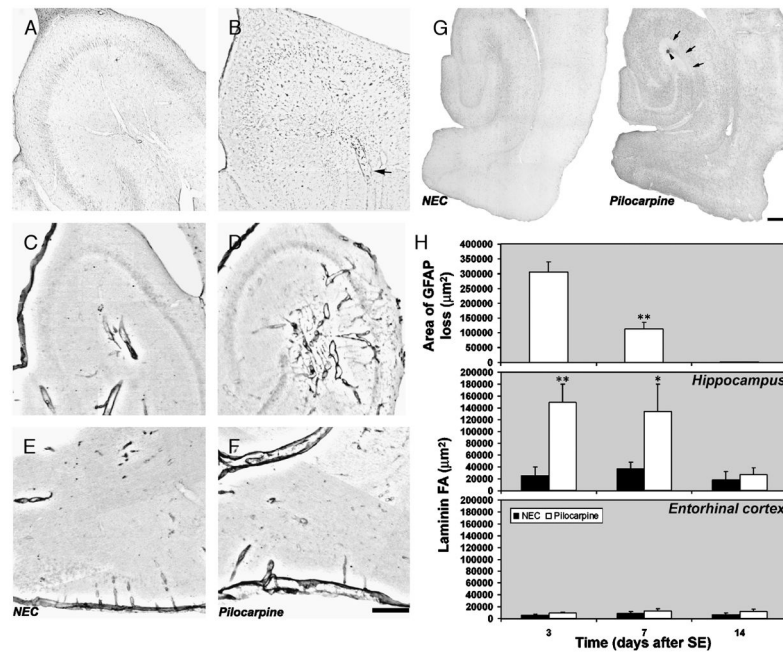 A
B
C
D
E
F
NEC
Pilocarpine
G
NEC
Pilocarpine
H
Area of GFAP
loss (µm²)
400000
350000
300000
250000
200000
150000
100000
50000
0
**
Laminin FA (µm²)
Hippocampus
200000
180000
160000
140000
120000
100000
80000
60000
40000
20000
0
**
*
Entorhinal cortex
200000
180000
160000
140000
120000
100000
80000
60000
40000
20000
0
NEC Pilocarpine
3 7 14
Time (days after SE)